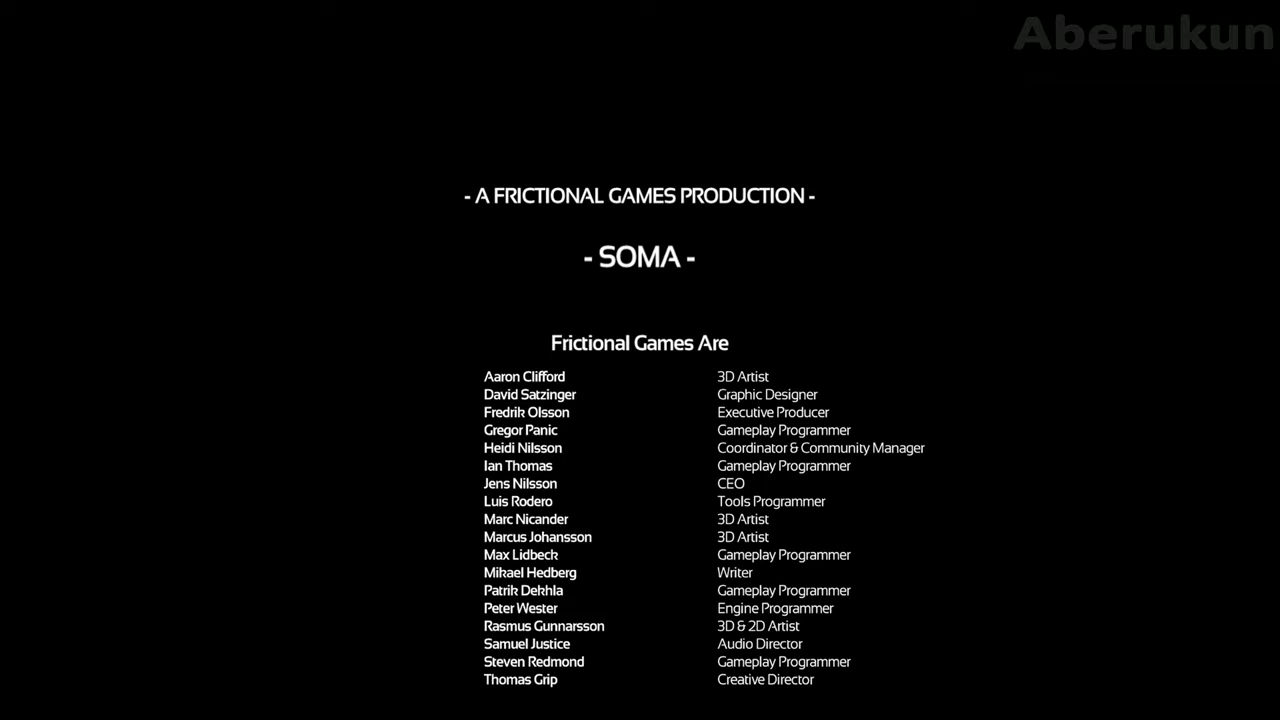 Aberukun
- A FRICTIONAL GAMES PRODUCTION -
- SOMA -
Frictional Games Are
Aaron Clifford 3D Artist
David Satzinger Graphic Designer
Fredrik Olsson Executive Producer
Gregor Panic Gameplay Programmer
Heidi Nilsson Coordinator & Community Manager
Ian Thomas Gameplay Programmer
Jens Nilsson CEO
Luis Rodero Tools Programmer
Marc Nicander 3D Artist
Marcus Johansson 3D Artist
Max Lidbeck Gameplay Programmer
Mikael Hedberg Writer
Patrik Dekhla Gameplay Programmer
Peter Wester Engine Programmer
Rasmus Gunnarsson 3D & 2D Artist
Samuel Justice Audio Director
Steven Redmond Gameplay Programmer
Thomas Grip Creative Director